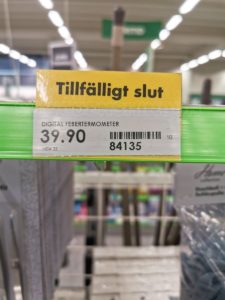 Tillfälligt slut
DIGITAL FEBERTERMOMETER
39.90
84135